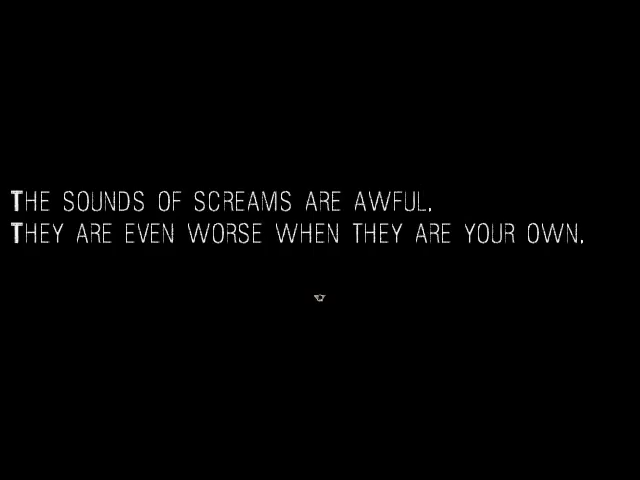 THE SOUNDS OF SCREAMS ARE AWFUL.
THEY ARE EVEN WORSE WHEN THEY ARE YOUR OWN.